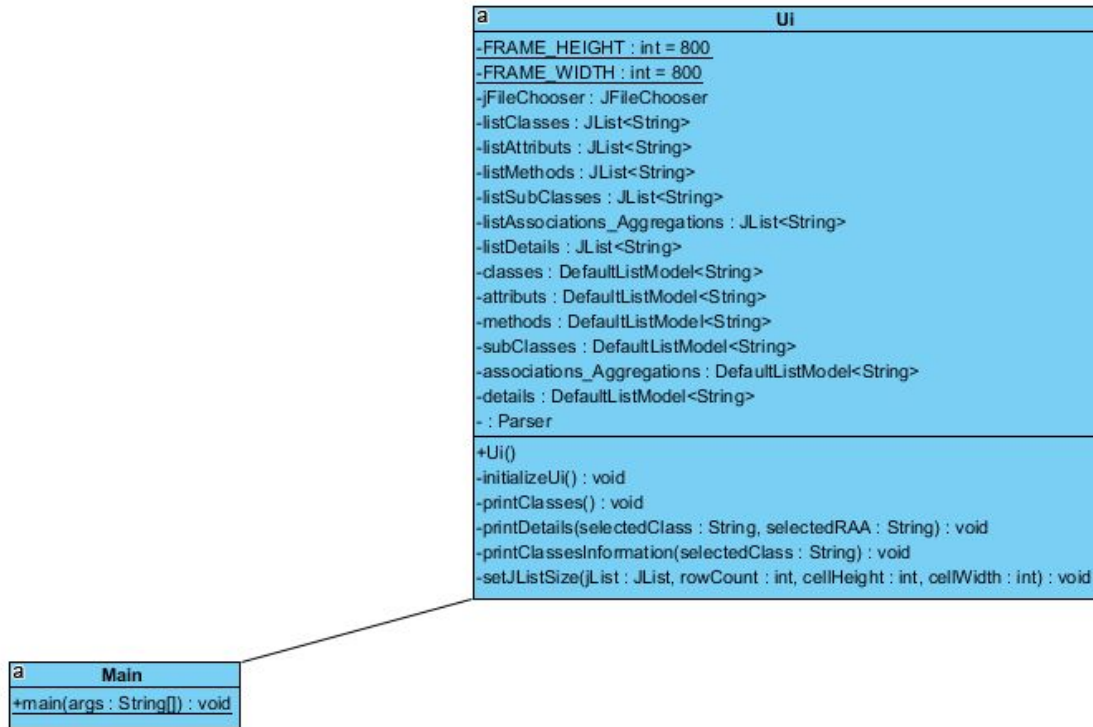 a
Ui
-FRAME_HEIGHT : int = 800
-FRAME_WIDTH : int = 800
-jFileChooser : JFileChooser
-listClasses : JList<String>
-listAttributs : JList<String>
-listMethods : JList<String>
-listSubClasses : JList<String>
-listAssociations_Aggregations : JList<String>
-listDetails : JList<String>
-classes : DefaultListModel<String>
-attributs : DefaultListModel<String>
-methods : DefaultListModel<String>
-subClasses : DefaultListModel<String>
-associations_Aggregations : DefaultListModel<String>
-details : DefaultListModel<String>
- : Parser
+Ui()
-initializeUi() : void
-printClasses() : void
-printDetails(selectedClass : String, selectedRAA : String) : void
-printClassesInformation(selectedClass : String) : void
-setJListSize(jList : JList, rowCount : int, cellHeight : int, cellWidth : int) : void
a
Main
+main(args : String[]) : void